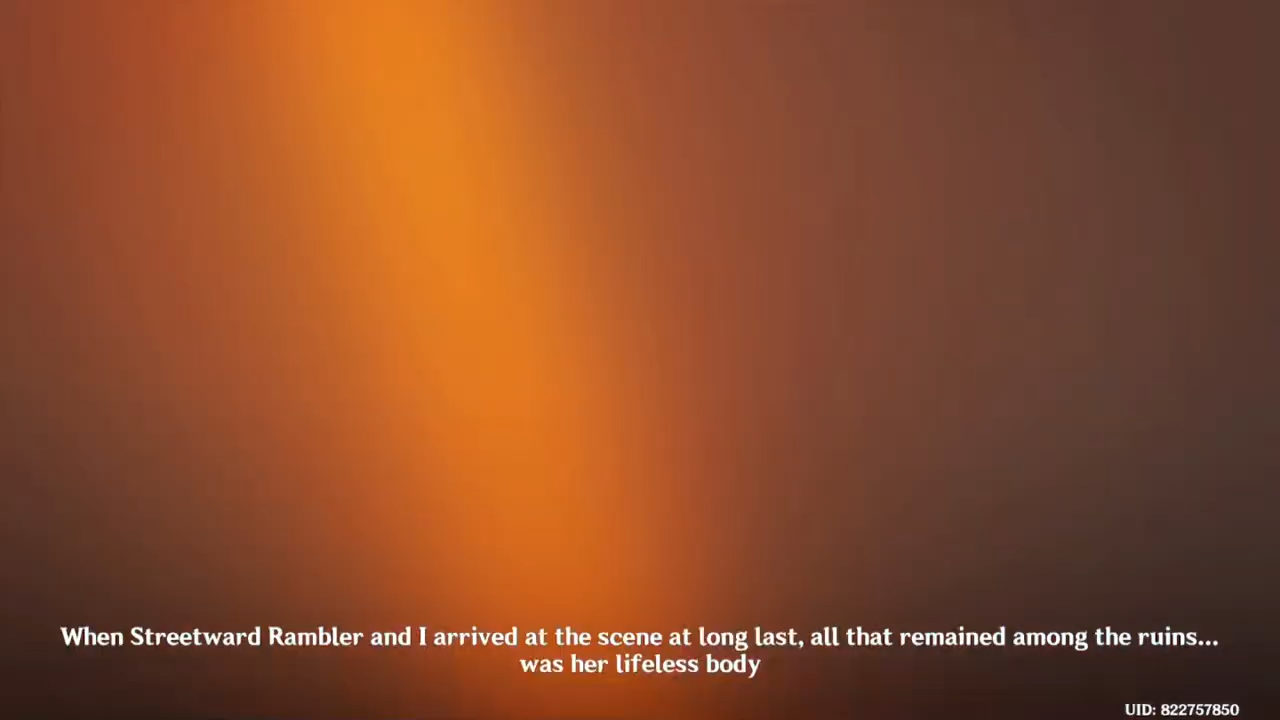 When Streetward Rambler and I arrived at the scene at long last, all that remained among the ruins...
was her lifeless body
UID: 822757850